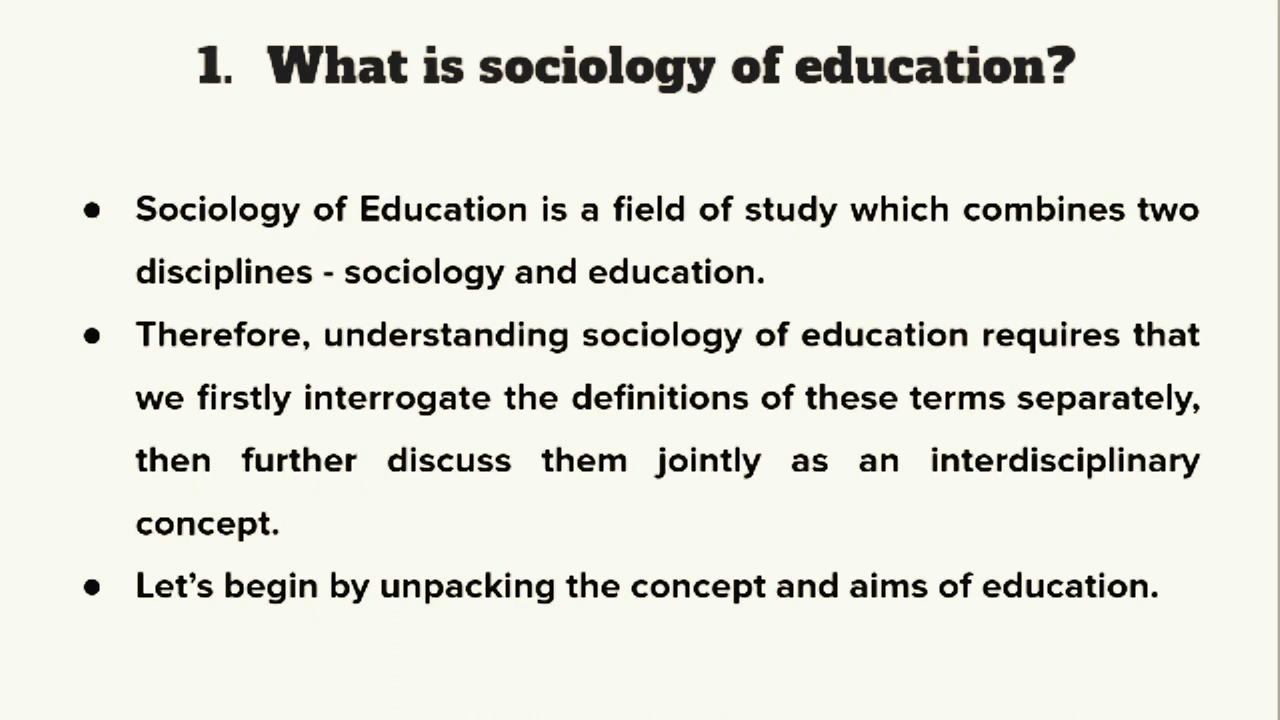 1. What is sociology of education?
● Sociology of Education is a field of study which combines two
disciplines - sociology and education.
● Therefore, understanding sociology of education requires that
we firstly interrogate the definitions of these terms separately,
then further discuss them jointly as an interdisciplinary
concept.
● Let’s begin by unpacking the concept and aims of education.